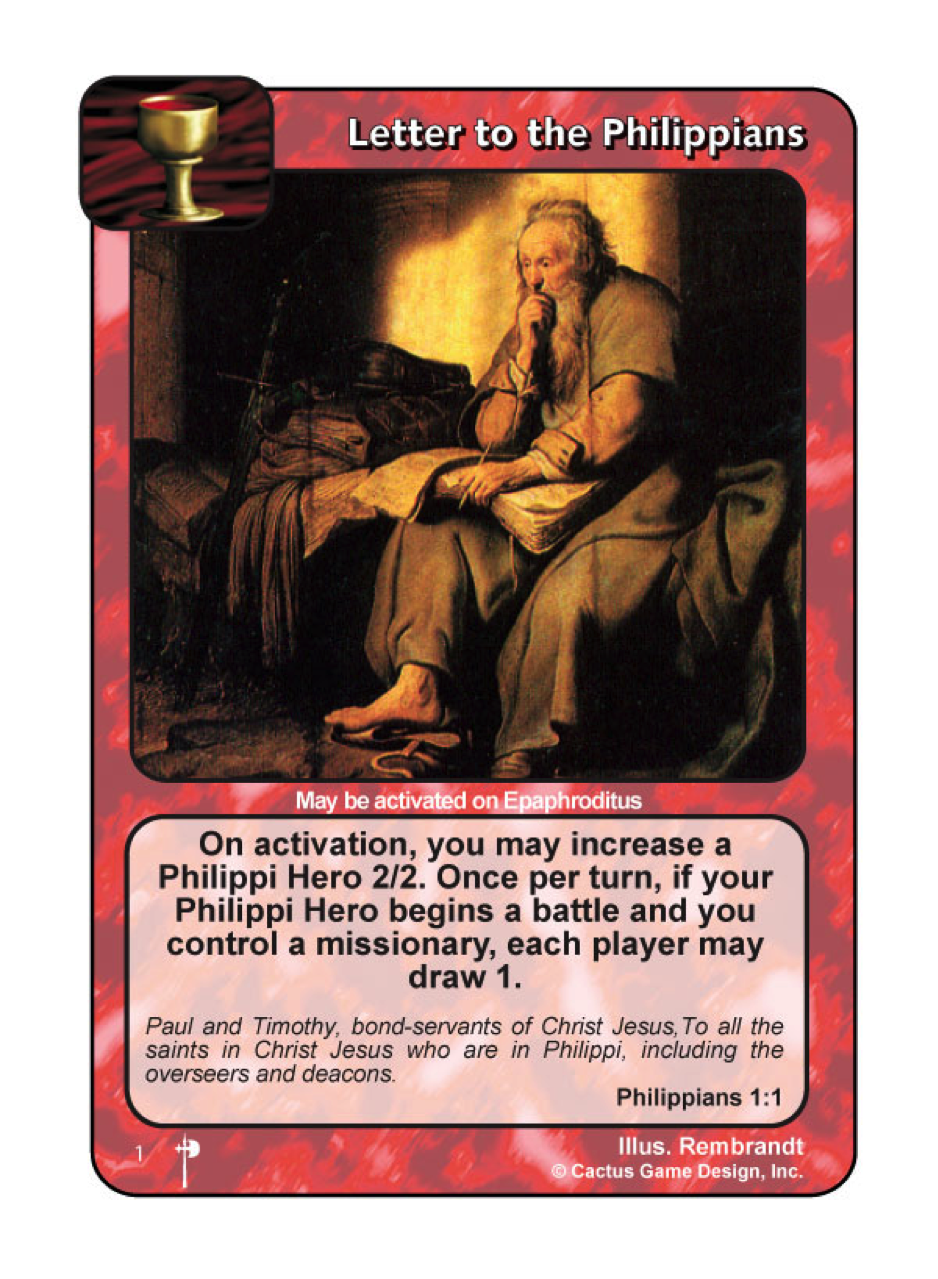 Letter to the Philippians
May be activated on Epaphroditus
On activation, you may increase a
Philippi Hero 2/2. Once per turn, if your
Philippi Hero begins a battle and you
control a missionary, each player may
draw 1.
Paul and Timothy, bond-servants of Christ Jesus,To all the
saints in Christ Jesus who are in Philippi, including the
overseers and deacons.
Philippians 1:1
1
Illus. Rembrandt
© Cactus Game Design, Inc.